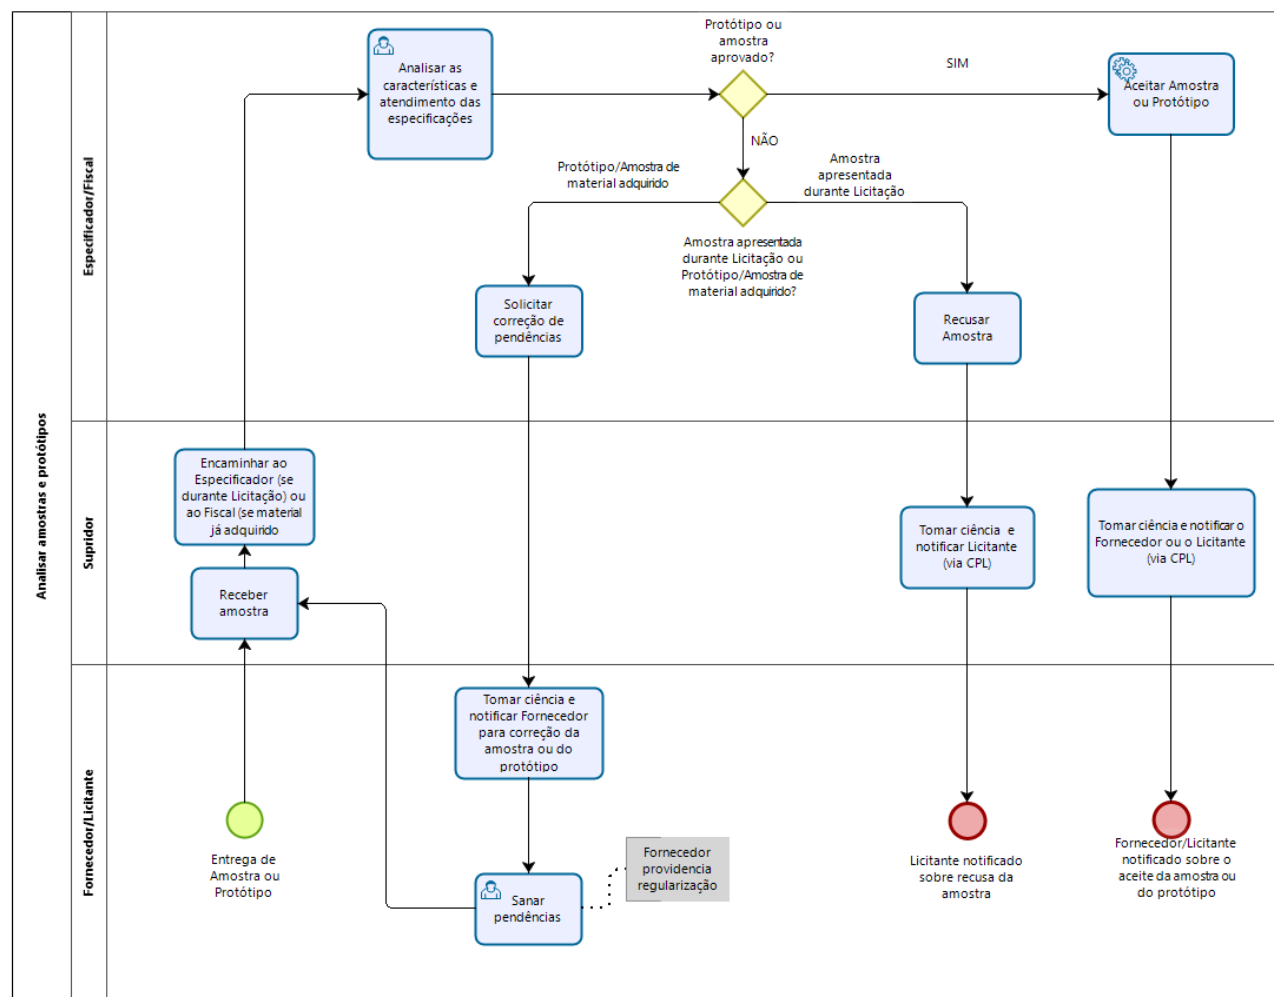 Analisar amostras e protótipos
Especificador/Fiscal
Analisar as
características e
atendimento das
especificações
Protótipo ou
amostra
aprovado?
SIM
Aceitar Amostra
ou Protótipo
NÃO
Protótipo/Amostra de
material adquirido
Amostra
apresentada
durante Licitação
Amostra apresentada
durante Licitação ou
Protótipo/Amostra de
material adquirido?
Solicitar
correção de
pendências
Recusar
Amostra
Supridor
Encaminhar ao
Especificador (se
durante Licitação) ou
ao Fiscal (se material
já adquirido
Receber
amostra
Tomar ciência e
notificar Licitante
(via CPL)
Tomar ciência e notificar o
Fornecedor ou o Licitante
(via CPL)
Fornecedor/Licitante
Tomar ciência e
notificar Fornecedor
para correção da
amostra ou do
protótipo
Entrega de
Amostra ou
Protótipo
Fornecedor
providencia
regularização
Sanar
pendências
Licitante notificado
sobre recusa da
amostra
Fornecedor/Licitante
notificado sobre o
aceite da amostra ou
do protótipo